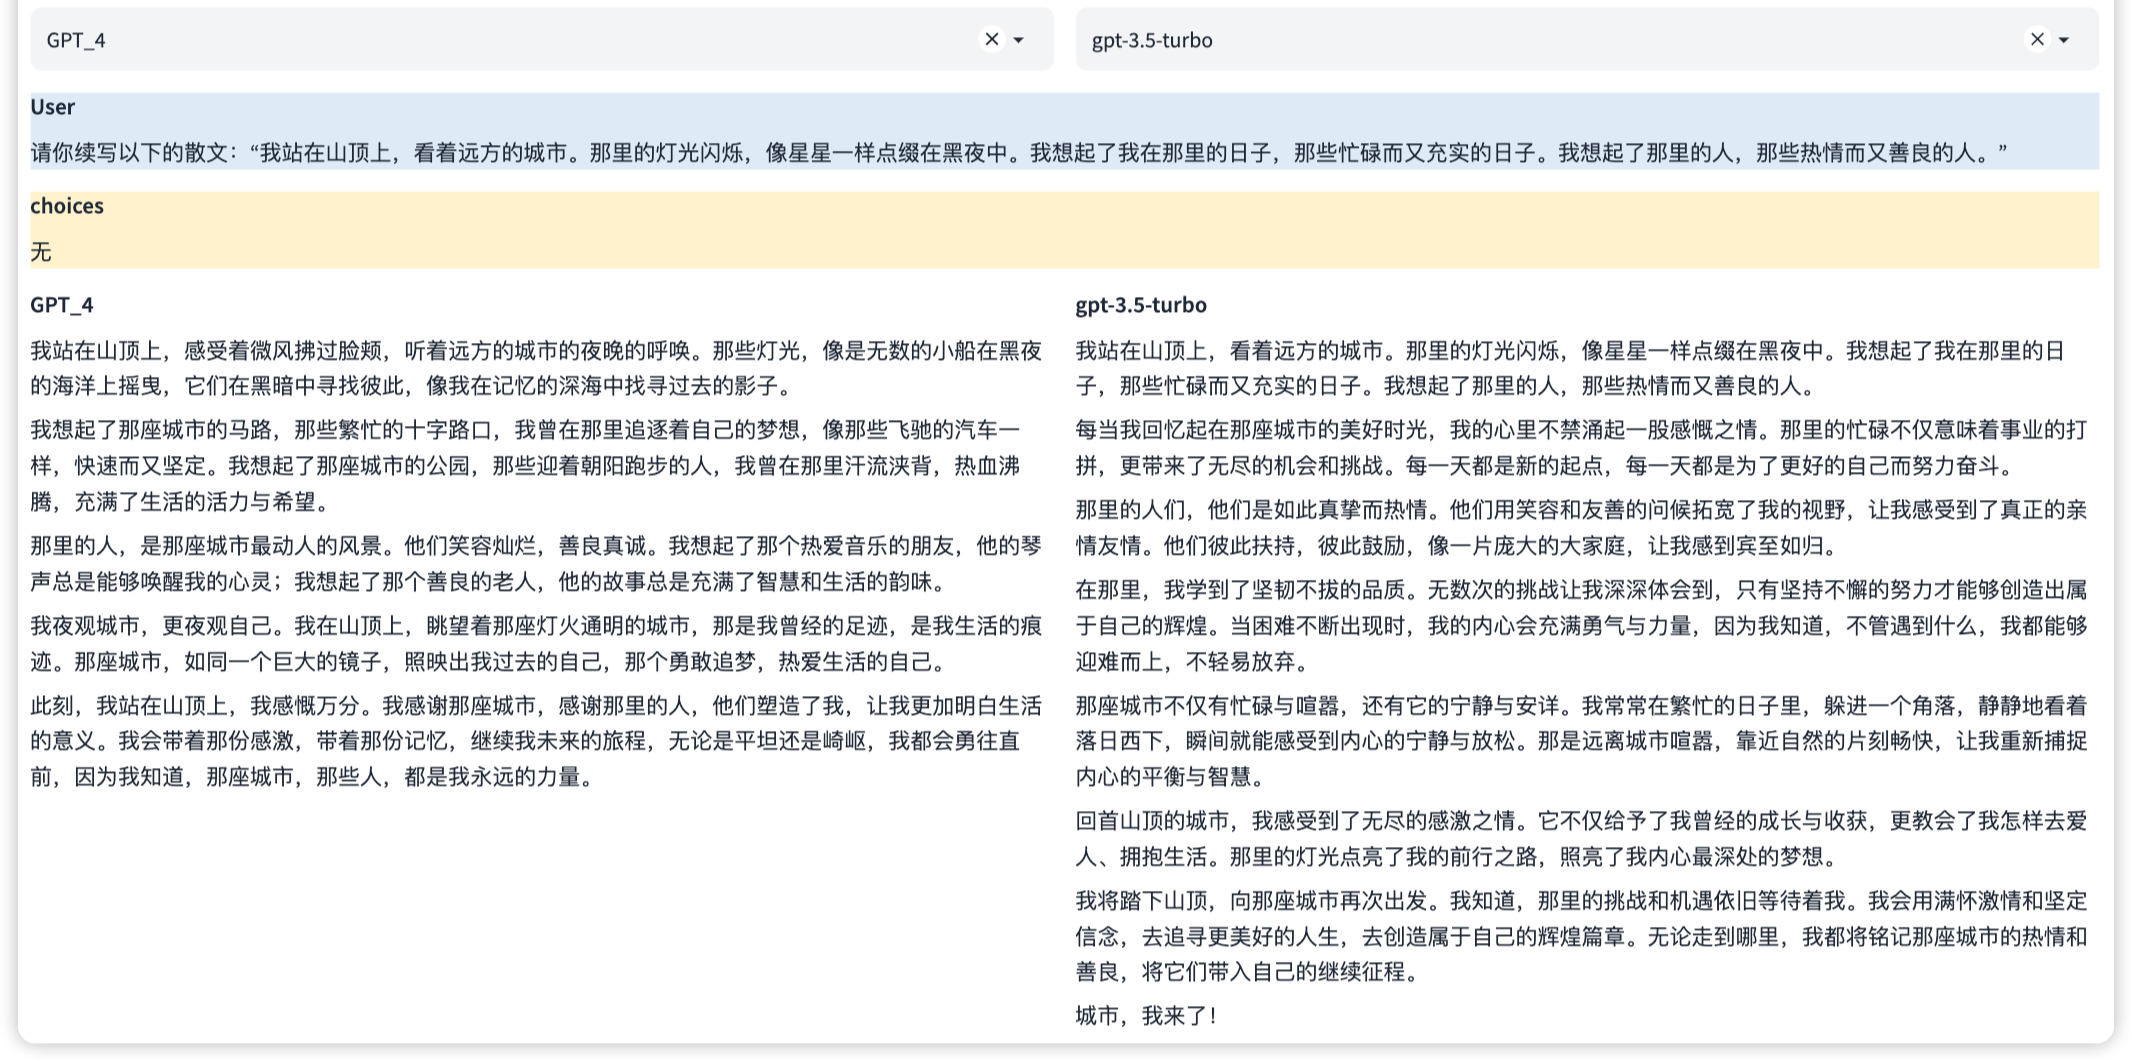 GPT_4
gpt-3.5-turbo
User
请你续写以下的散文：“我站在山顶上，看着远方的城市。那里的灯光闪烁，像星星一样点缀在黑夜中。我想起了我在那里的日子，那些忙碌而又充实的日子。我想起了那里的人，那些热情而又善良的人。”
choices
无
GPT_4
我站在山顶上，感受着微风拂过脸颊，听着远方的城市的夜晚的呼唤。那些灯光，像是无数的小船在黑夜
的海洋上摇曳，它们在黑暗中寻找彼此，像我在记忆的深海中找寻过去的影子。
我想起了那座城市的马路，那些繁忙的十字路口，我曾在那里追逐着自己的梦想，像那些飞驰的汽车一
样，快速而又坚定。我想起了那座城市的公园，那些迎着朝阳跑步的人，我曾在那里汗流浃背，热血沸
腾，充满了生活的活力与希望。
那里的人，是那座城市最动人的风景。他们笑容灿烂，善良真诚。我想起了那个热爱音乐的朋友，他的琴
声总是能够唤醒我的心灵；我想起了那个善良的老人，他的故事总是充满了智慧和生活的韵味。
我夜观城市，更夜观自己。我在山顶上，眺望着那座灯火通明的城市，那是我曾经的足迹，是我生活的痕
迹。那座城市，如同一个巨大的镜子，照映出我过去的自己，那个勇敢追梦，热爱生活的自己。
此刻，我站在山顶上，我感慨万分。我感谢那座城市，感谢那里的人，他们塑造了我，让我更加明白生活
的意义。我会带着那份感激，带着那份记忆，继续我未来的旅程，无论是平坦还是崎岖，我都会勇往直
前，因为我知道，那座城市，那些人，都是我永远的力量。
gpt-3.5-turbo
我站在山顶上，看着远方的城市。那里的灯光闪烁，像星星一样点缀在黑夜中。我想起了我在那里的日
子，那些忙碌而又充实的日子。我想起了那里的人，那些热情而又善良的人。
每当我回忆起在那座城市的美好时光，我的心里不禁涌起一股感慨之情。那里的忙碌不仅意味着事业的打
拼，更带来了无尽的机会和挑战。每一天都是新的起点，每一天都是为了更好的自己而努力奋斗。
那里的人们，他们是如此真挚而热情。他们用笑容和友善的问候拓宽了我的视野，让我感受到了真正的亲
情友情。他们彼此扶持，彼此鼓励，像一片庞大的大家庭，让我感到宾至如归。
在那里，我学到了坚韧不拔的品质。无数次的挑战让我深深体会到，只有坚持不懈的努力才能够创造出属
于自己的辉煌。当困难不断出现时，我的内心会充满勇气与力量，因为我知道，不管遇到什么，我都能够
迎难而上，不轻易放弃。
那座城市不仅有忙碌与喧嚣，还有它的宁静与安详。我常常在繁忙的日子里，躲进一个角落，静静地看着
落日西下，瞬间就能感受到内心的宁静与放松。那是远离城市喧嚣，靠近自然的片刻畅快，让我重新捕捉
内心的平衡与智慧。
回首山顶的城市，我感受到了无尽的感激之情。它不仅给予了我曾经的成长与收获，更教会了我怎样去爱
人、拥抱生活。那里的灯光点亮了我的前行之路，照亮了我内心最深处的梦想。
我将踏下山顶，向那座城市再次出发。我知道，那里的挑战和机遇依旧等待着我。我会用满怀激情和坚定
信念，去追寻更美好的人生，去创造属于自己的辉煌篇章。无论走到哪里，我都将铭记那座城市的热情和
善良，将它们带入自己的继续征程。
城市，我来了！